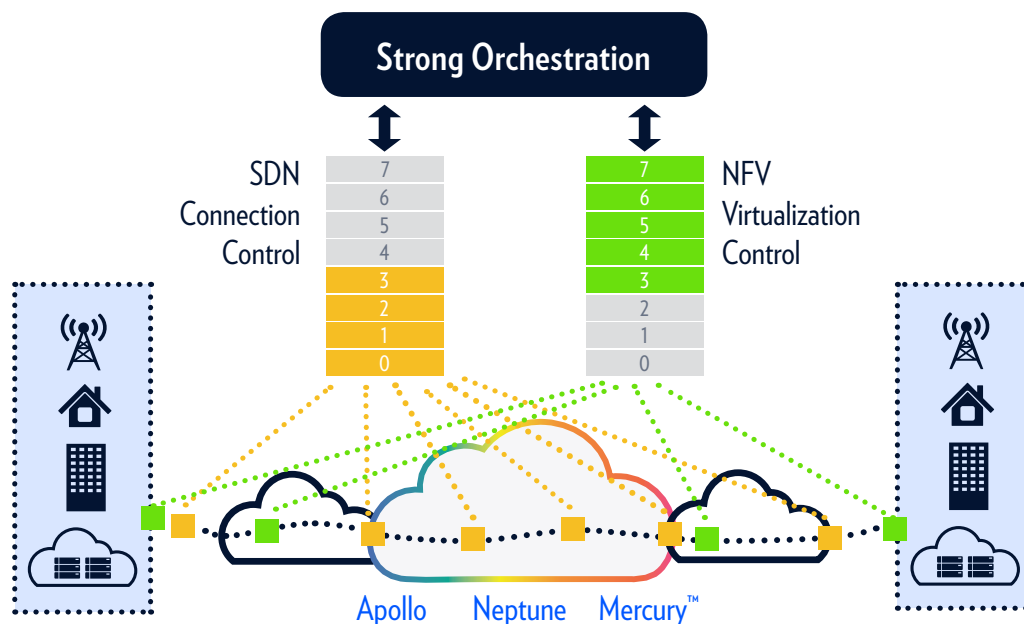 Strong Orchestration
SDN
Connection
Control
7
6
5
4
3
2
1
0
7
6
5
4
3
2
1
0
NFV
Virtualization
Control
Apollo Neptune Mercury™